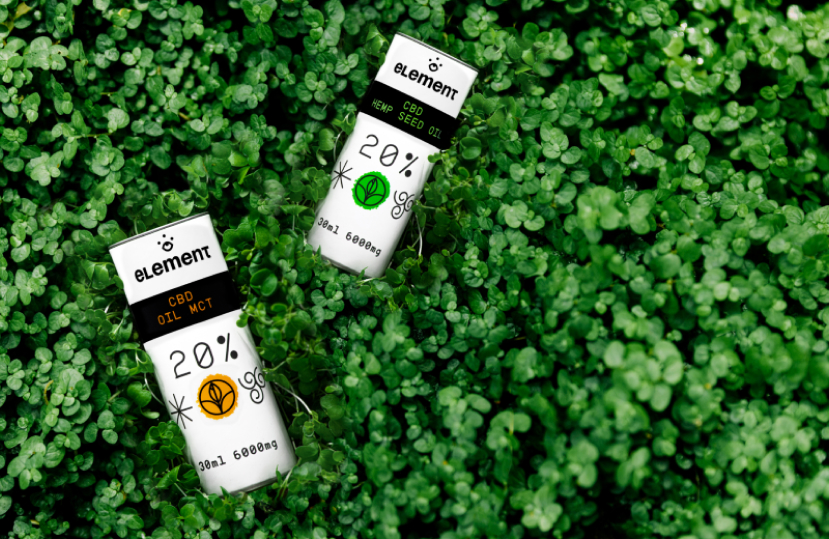 element
CBD
HEMP SEED OIL
20%
30ml 6000mg
element
CBD
OIL MCT
20%
30ml 6000mg